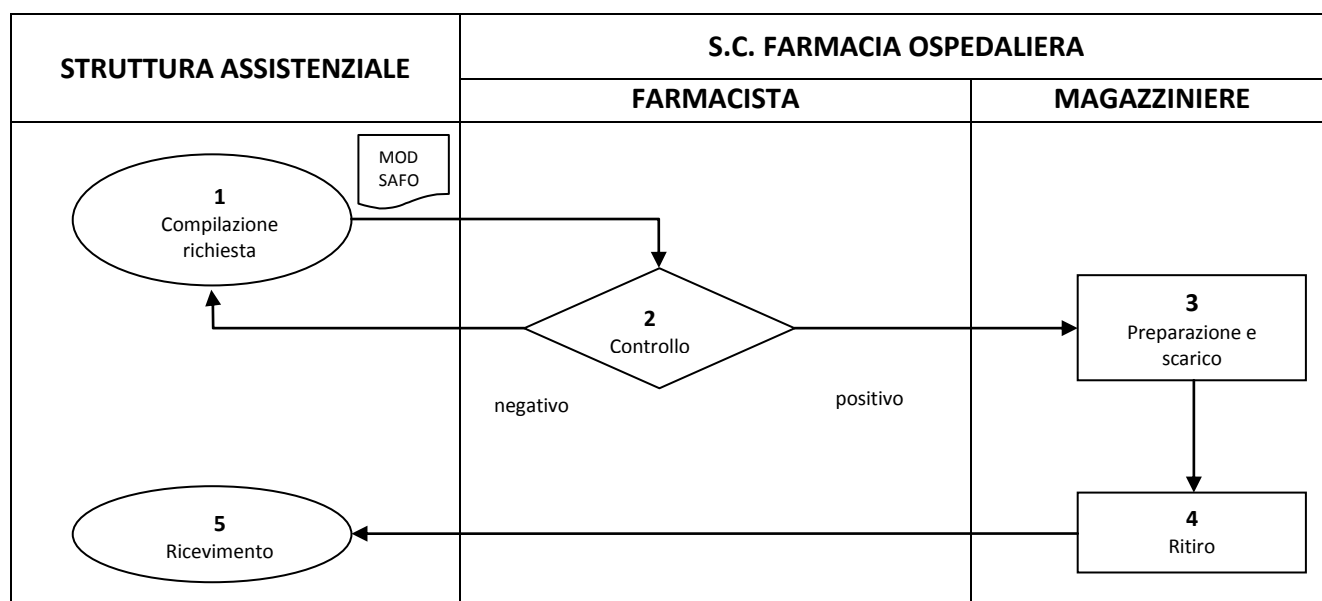 STRUTTURA ASSISTENZIALE
S.C. FARMACIA OSPEDALIERA
FARMACISTA
MAGAZZINIERE
MOD
SAFO
1
Compilazione
richiesta
2
Controllo
negativo
positivo
3
Preparazione e
scarico
4
Ritiro
5
Ricevimento